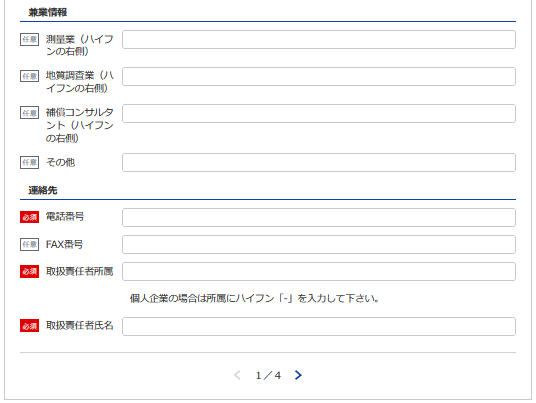 兼業情報
任意 測量業（ハイフ
ンの右側）
任意 地質調査業（ハ
イフンの右側）
任意 補償コンサルタ
ント（ハイフン
の右側）
任意 その他
連絡先
必須 電話番号
任意 FAX番号
必須 取扱責任者所属
個人企業の場合は所属にハイフン「-」を入力して下さい。
必須 取扱責任者氏名
1／4